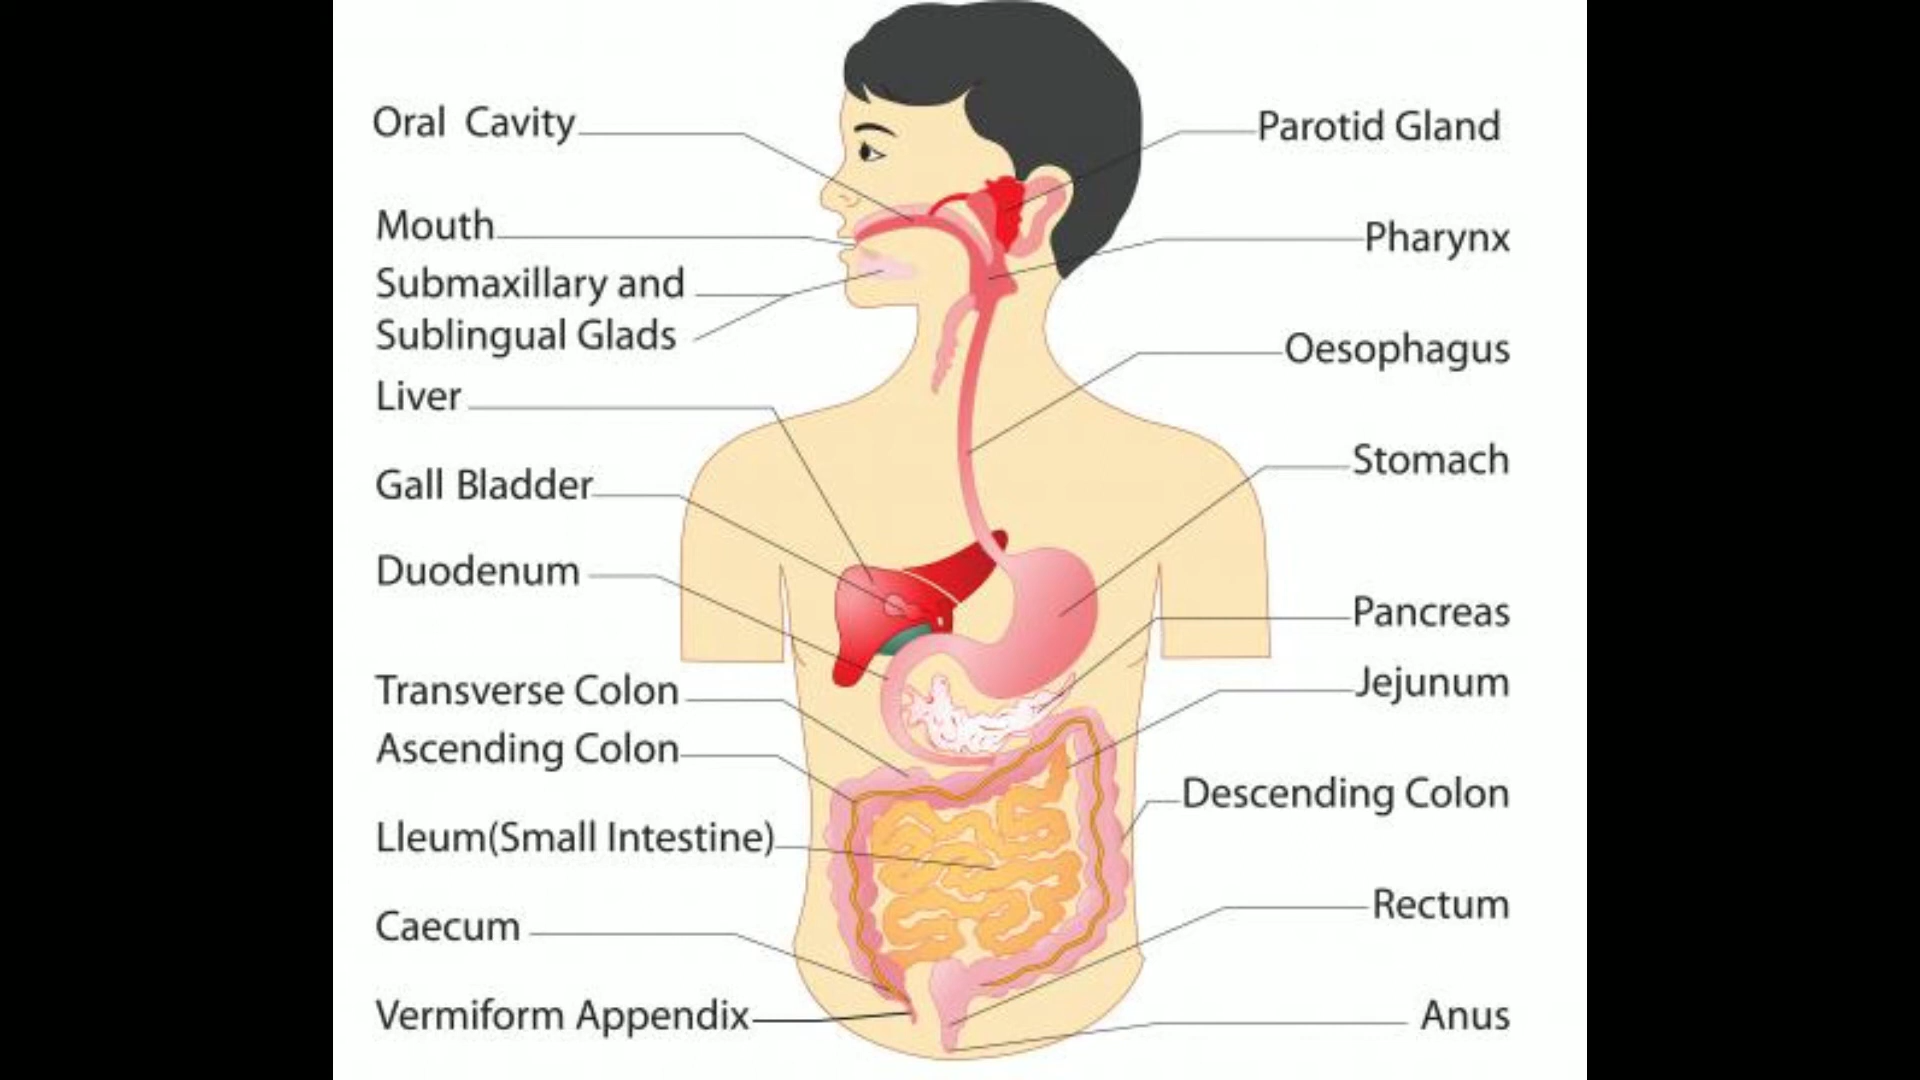 Oral Cavity
Mouth
Submaxillary and
Sublingual Glads
Liver
Gall Bladder
Duodenum
Transverse Colon
Ascending Colon
Lleum(Small Intestine)
Caecum
Vermiform Appendix
Parotid Gland
Pharynx
Oesophagus
Stomach
Pancreas
Jejunum
Descending Colon
Rectum
Anus